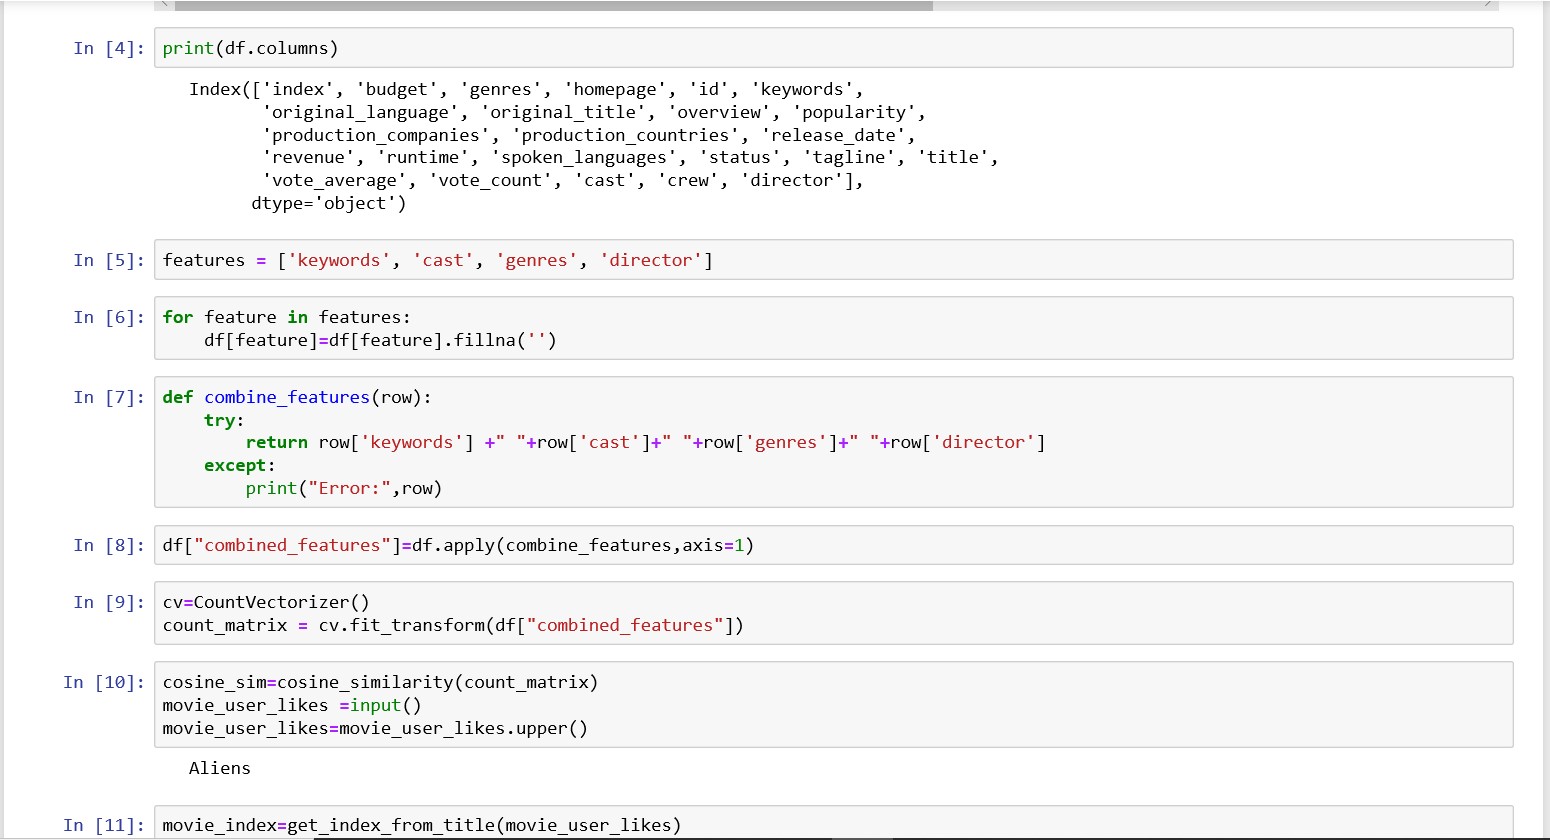 In [4]: print(df.columns)
Index(['index', 'budget', 'genres', 'homepage', 'id', 'keywords',
       'original_language', 'original_title', 'overview', 'popularity',
       'production_companies', 'production_countries', 'release_date',
       'revenue', 'runtime', 'spoken_languages', 'status', 'tagline', 'title',
       'vote_average', 'vote_count', 'cast', 'crew', 'director'],
      dtype='object')
In [5]: features = ['keywords', 'cast', 'genres', 'director']
In [6]: for feature in features:
    df[feature]=df[feature].fillna('')
In [7]: def combine_features(row):
    try:
        return row['keywords'] +" "+row['cast']+" "+row['genres']+" "+row['director']
    except:
        print("Error:",row)
In [8]: df["combined_features"]=df.apply(combine_features,axis=1)
In [9]: cv=CountVectorizer()
count_matrix = cv.fit_transform(df["combined_features"])
In [10]: cosine_sim=cosine_similarity(count_matrix)
movie_user_likes =input()
movie_user_likes=movie_user_likes.upper()
Aliens
In [11]: movie_index=get_index_from_title(movie_user_likes)